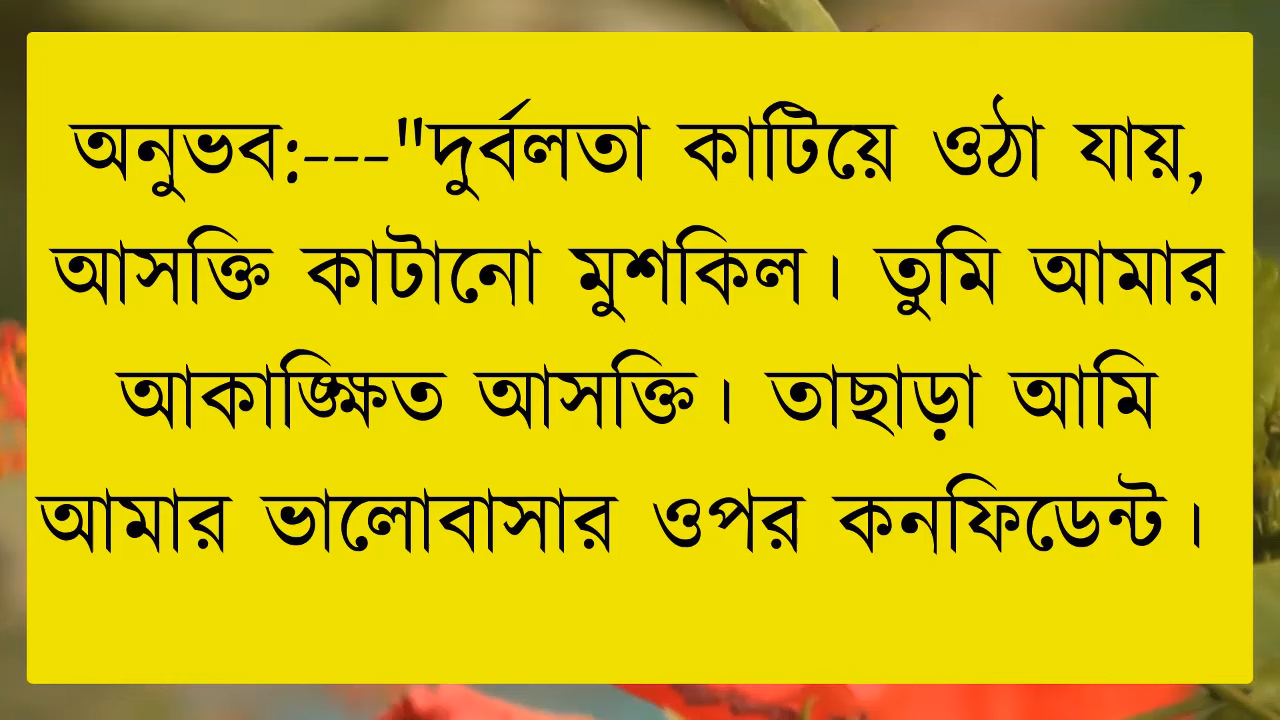 অনুভব:---"দুর্বলতা কাটিয়ে ওঠা যায়,
আসক্তি কাটানো মুশকিল। তুমি আমার
আকাঙ্ক্ষিত আসক্তি। তাছাড়া আমি
আমার ভালোবাসার ওপর কনফিডেন্ট।